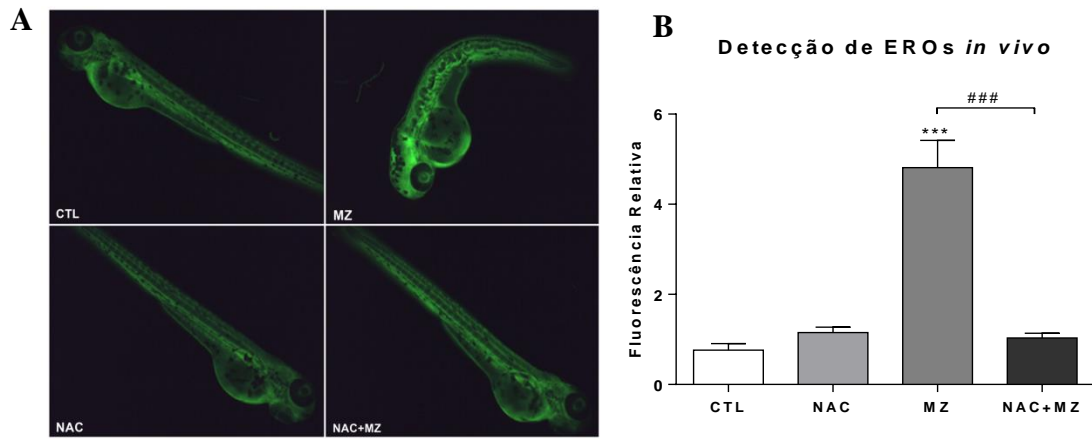 A
CTL
MZ
NAC
NAC+MZ
B
Detecção de EROs in vivo
Fluorescência Relativa
6
4
2
0
***
###
CTL
NAC
MZ
NAC+MZ